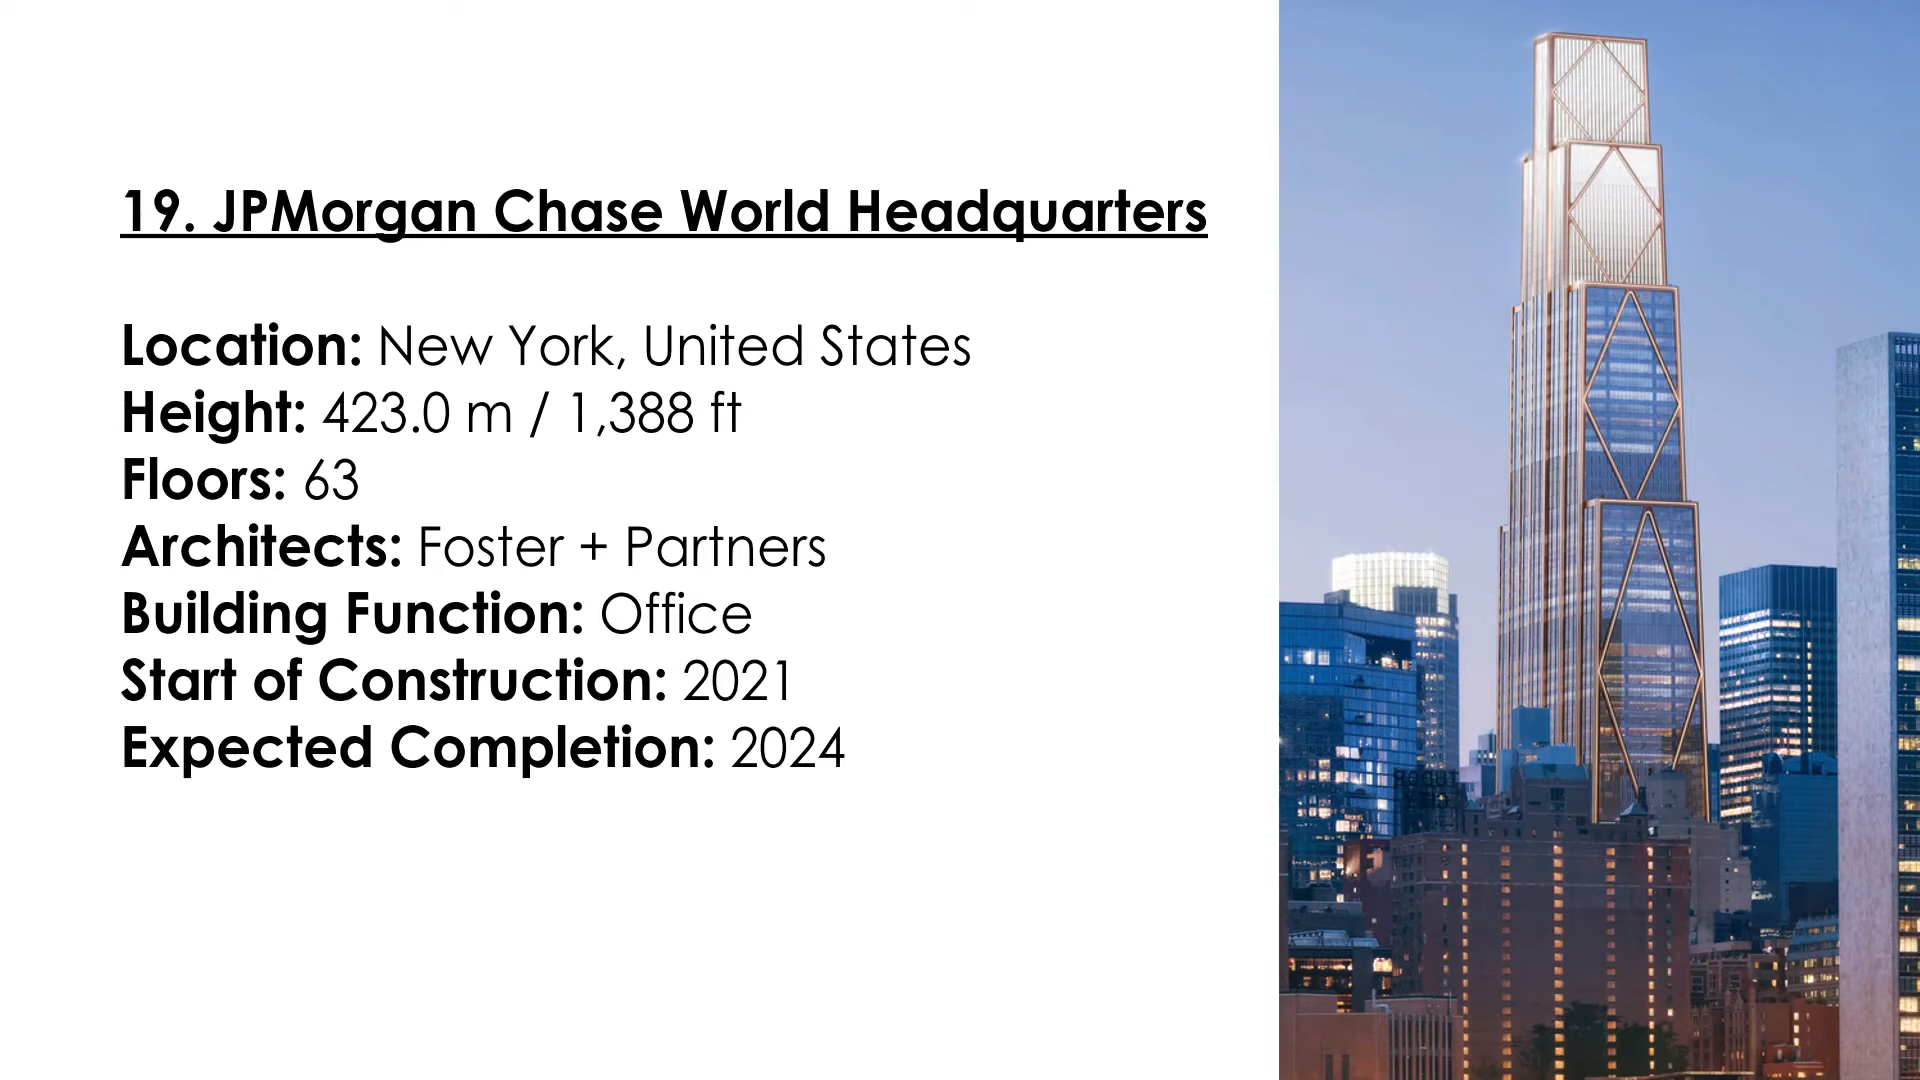 19. JPMorgan Chase World Headquarters
Location: New York, United States
Height: 423.0 m / 1,388 ft
Floors: 63
Architects: Foster + Partners
Building Function: Office
Start of Construction: 2021
Expected Completion: 2024